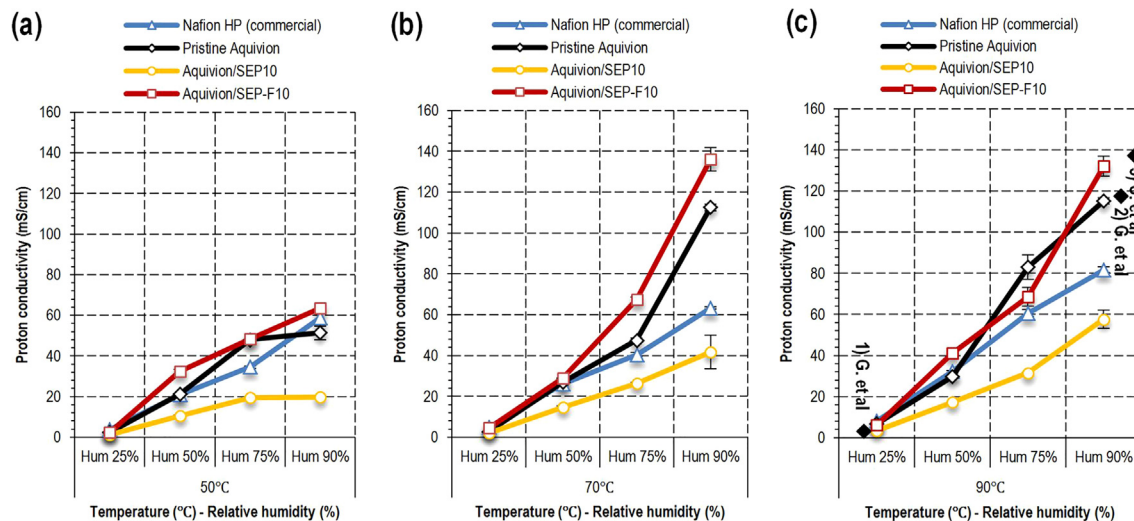 (a)
Nafion HP (commercial)
Pristine Aquivion
Aquivion/SEP10
Aquivion/SEP-F10
Proton conductivity (mS/cm)
160
140
120
100
80
60
40
20
0
Hum 25% Hum 50% Hum 75% Hum 90%
50°C
Temperature (°C) - Relative humidity (%)
(b)
Nafion HP (commercial)
Pristine Aquivion
Aquivion/SEP10
Aquivion/SEP-F10
Proton conductivity (mS/cm)
160
140
120
100
80
60
40
20
0
Hum 25% Hum 50% Hum 75% Hum 90%
70°C
Temperature (°C) - Relative humidity (%)
(c)
Nafion HP (commercial)
Pristine Aquivion
Aquivion/SEP10
Aquivion/SEP-F10
Proton conductivity (mS/cm)
160
140
120
100
80
60
40
20
0
1) G. et al
2) G. et al
Hum 25% Hum 50% Hum 75% Hum 90%
90°C
Temperature (°C) - Relative humidity (%)